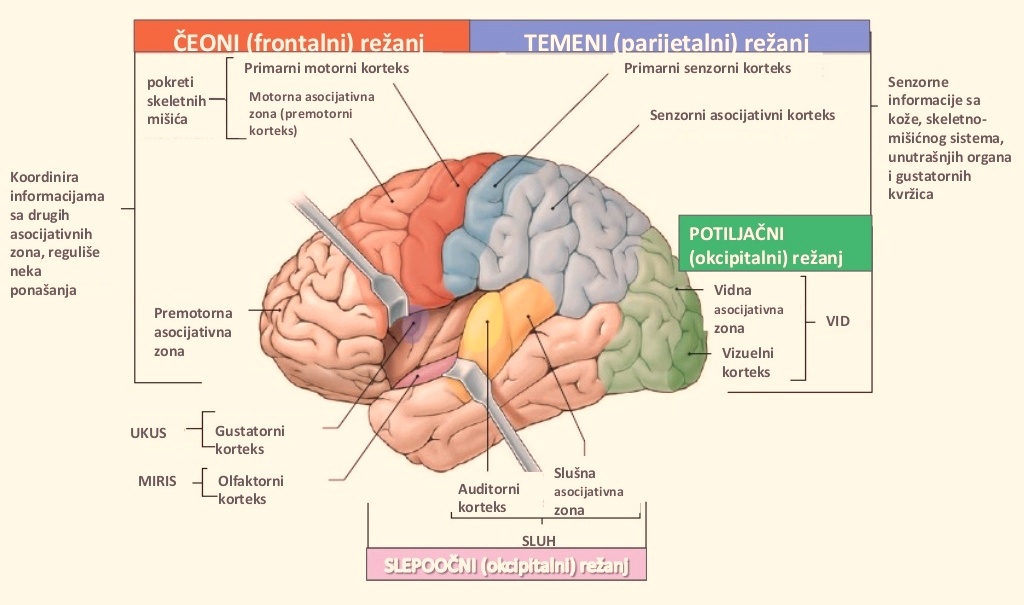 ČEONI (frontalni) režanj
TEMENI (parijetalni) režanj
pokreti
skeletnih
mišića
Primarni motorni korteks
Motorna asocijativna
zona (premotorni
korteks)
Primarni senzorni korteks
Senzorni asocijativni korteks
Senzorne
informacije sa
kože, skeletno-
mišićnog sistema,
unutrašnjih organa
i gustatornih
kvržica
Koordinira
informacijama
sa drugih
asocijativnih
zona, reguliše
neka
ponašanja
POTILJAČNI
(okcipitalni) režanj
Premotorna
asocijativna
zona
Vidna
asocijativna
zona
VID
Vizuelni
korteks
UKUS
Gustatorni
korteks
MIRIS
Olfaktorni
korteks
Auditorni
korteks
Slušna
asocijativna
zona
SLUH
SLEPOOČNI (okcipitalni) režanj